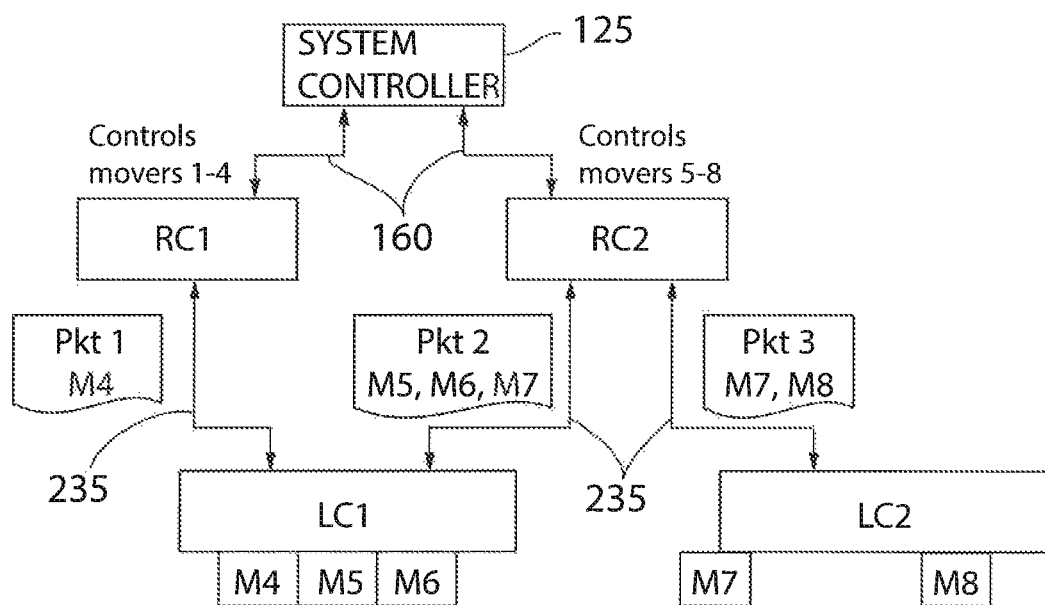 SYSTEM
CONTROLLER
125
Controls
movers 1-4
Controls
movers 5-8
160
RC1
RC2
Pkt 1
M4
Pkt 2
M5, M6, M7
Pkt 3
M7, M8
235
235
LC1
LC2
M4
M5
M6
M7
M8